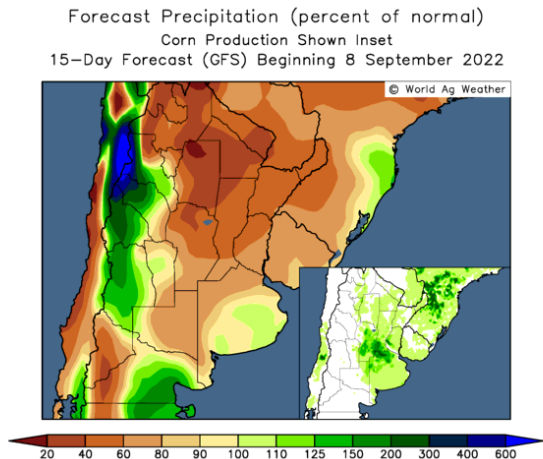 Forecast Precipitation (percent of normal)
Corn Production Shown Inset
15-Day Forecast (GFS) Beginning 8 September 2022
© World Ag Weather
20 40 60 80 90 100 110 125 150 200 300 400 600